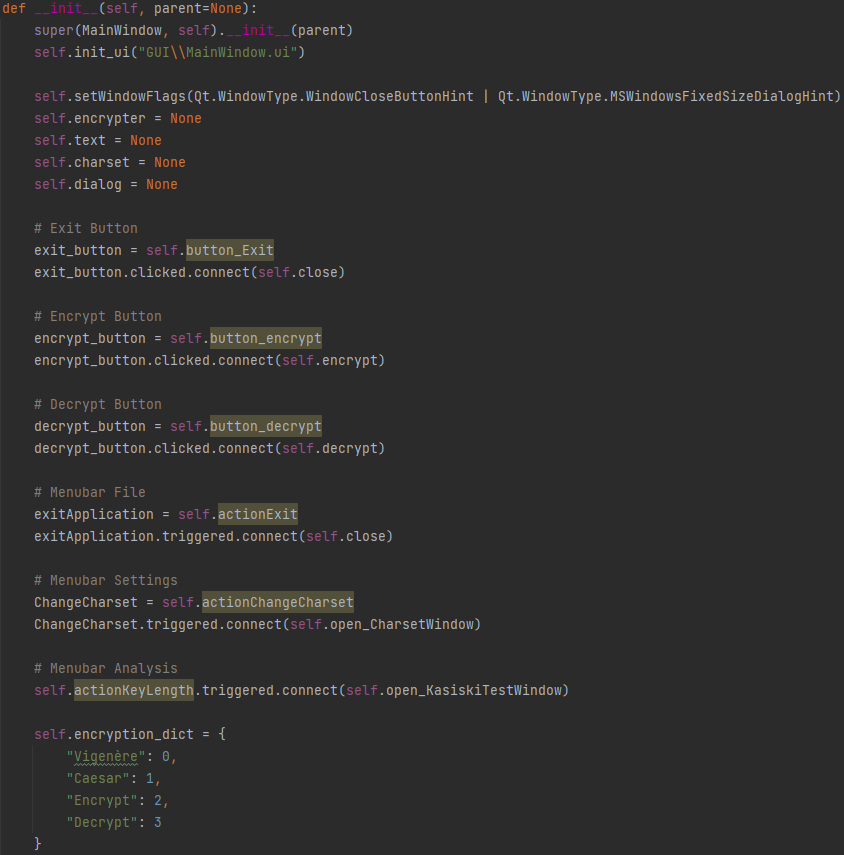 def __init__(self, parent=None):
    super(MainWindow, self).__init__(parent)
    self.init_ui("GUI\\MainWindow.ui")

    self.setWindowFlags(Qt.WindowType.WindowCloseButtonHint | Qt.WindowType.MSWindowsFixedSizeDialogHint)
    self.encrypter = None
    self.text = None
    self.charset = None
    self.dialog = None

    # Exit Button
    exit_button = self.button_Exit
    exit_button.clicked.connect(self.close)

    # Encrypt Button
    encrypt_button = self.button_encrypt
    encrypt_button.clicked.connect(self.encrypt)

    # Decrypt Button
    decrypt_button = self.button_decrypt
    decrypt_button.clicked.connect(self.decrypt)

    # Menubar File
    exitApplication = self.actionExit
    exitApplication.triggered.connect(self.close)

    # Menubar Settings
    ChangeCharset = self.actionChangeCharset
    ChangeCharset.triggered.connect(self.open_CharsetWindow)

    # Menubar Analysis
    self.actionKeyLength.triggered.connect(self.open_KasiskiTestWindow)

    self.encryption_dict = {
        "Vigenère": 0,
        "Caesar": 1,
        "Encrypt": 2,
        "Decrypt": 3
    }